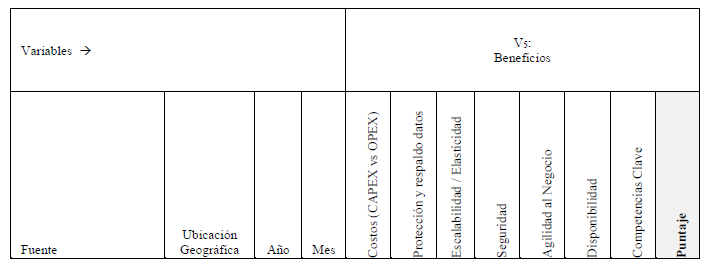 Variables →
V5:
Beneficios
Fuente
Ubicación
Geográfica
Año
Mes
Costos (CAPEX vs OPEX)
Protección y respaldo datos
Escalabilidad / Elasticidad
Seguridad
Agilidad al Negocio
Disponibilidad
Competencias Clave
Puntaje